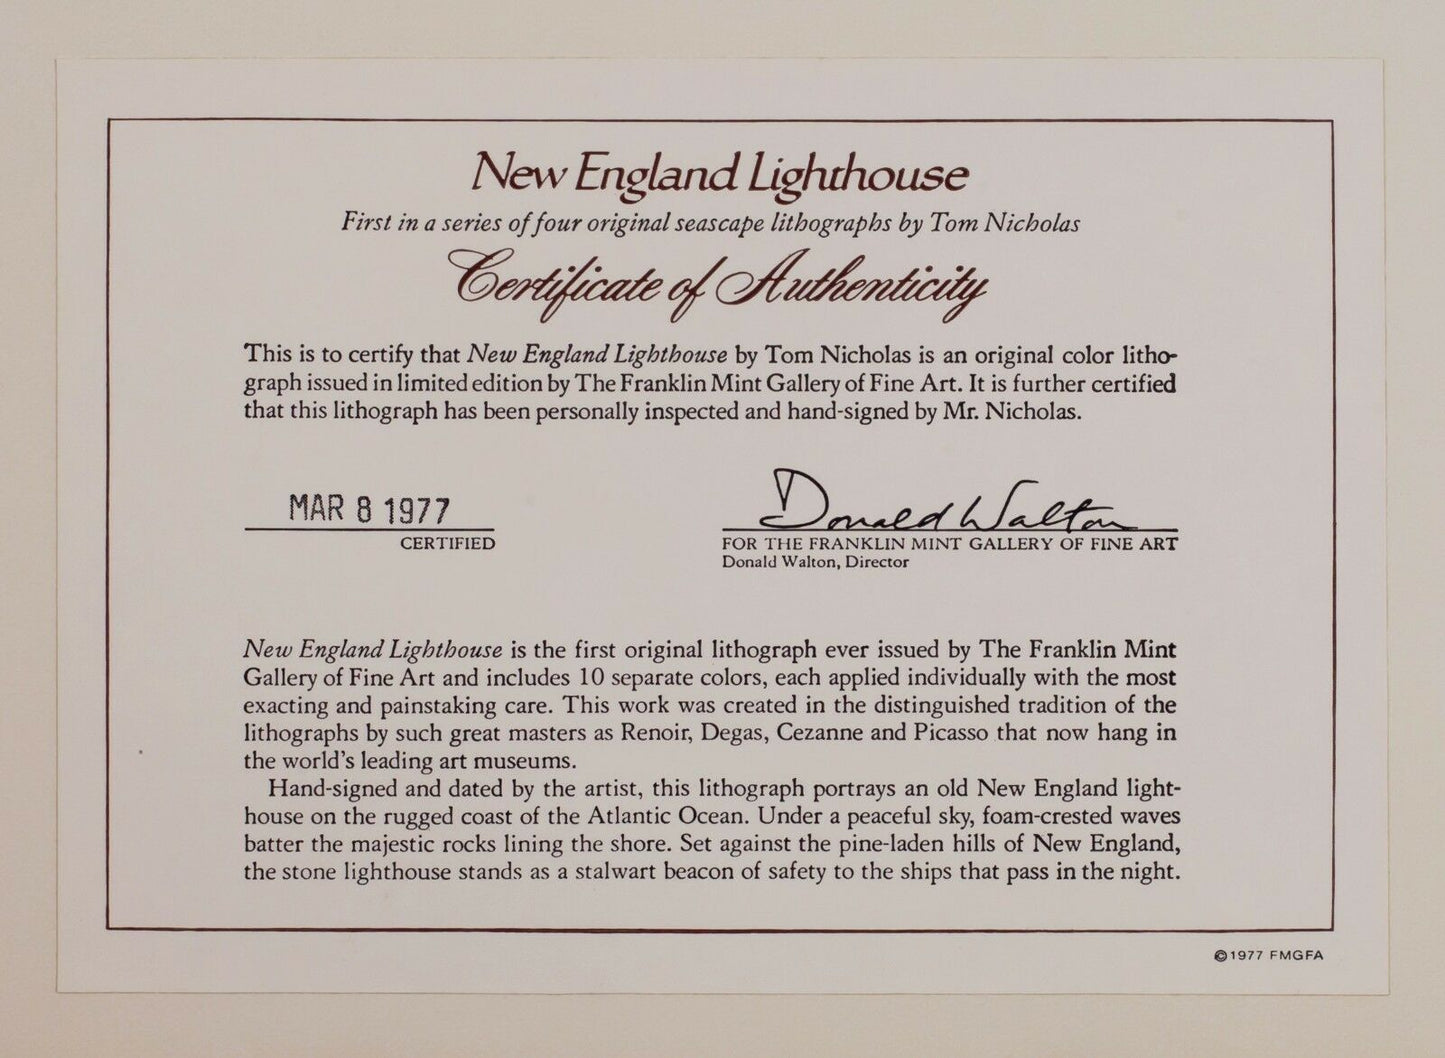 New England Lighthouse
First in a series of four original seascape lithographs by Tom Nicholas
Certificate of Authenticity
This is to certify that New England Lighthouse by Tom Nicholas is an original color litho-
graph issued in limited edition by The Franklin Mint Gallery of Fine Art. It is further certified
that this lithograph has been personally inspected and hand-signed by Mr. Nicholas.
MAR 8 1977
CERTIFIED
Donald Walton
FOR THE FRANKLIN MINT GALLERY OF FINE ART
Donald Walton, Director
New England Lighthouse is the first original lithograph ever issued by The Franklin Mint
Gallery of Fine Art and includes 10 separate colors, each applied individually with the most
exacting and painstaking care. This work was created in the distinguished tradition of the
lithographs by such great masters as Renoir, Degas, Cezanne and Picasso that now hang in
the world's leading art museums.
Hand-signed and dated by the artist, this lithograph portrays an old New England light-
house on the rugged coast of the Atlantic Ocean. Under a peaceful sky, foam-crested waves
batter the majestic rocks lining the shore. Set against the pine-laden hills of New England,
the stone lighthouse stands as a stalwart beacon of safety to the ships that pass in the night.
©1977 FMGFA